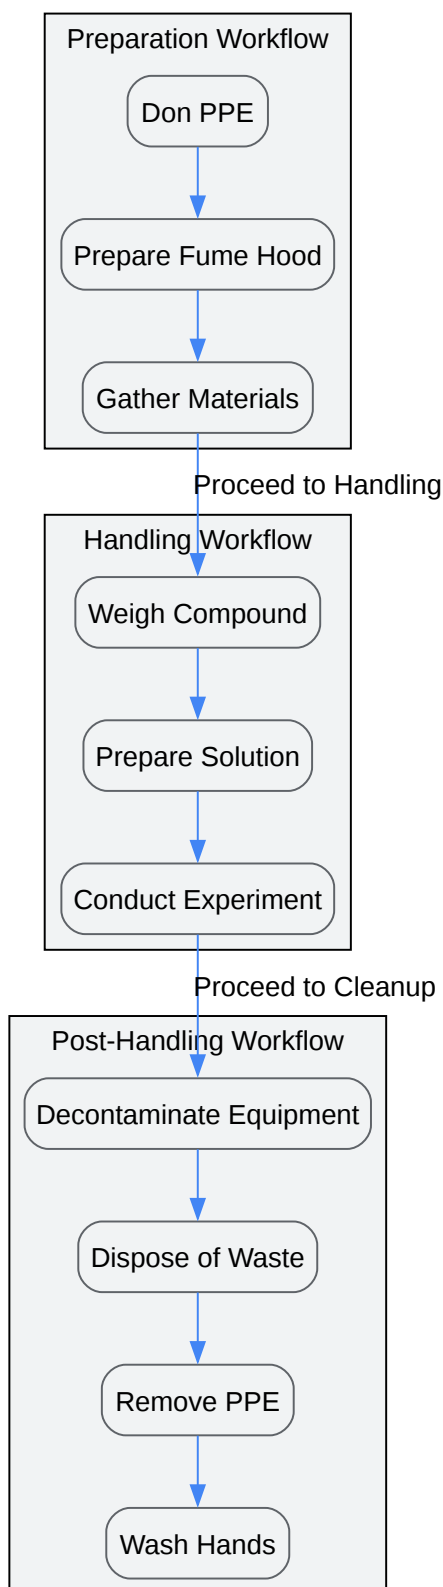 Preparation Workflow
Don PPE
Prepare Fume Hood
Gather Materials
Proceed to Handling
Handling Workflow
Weigh Compound
Prepare Solution
Conduct Experiment
Proceed to Cleanup
Post-Handling Workflow
Decontaminate Equipment
Dispose of Waste
Remove PPE
Wash Hands